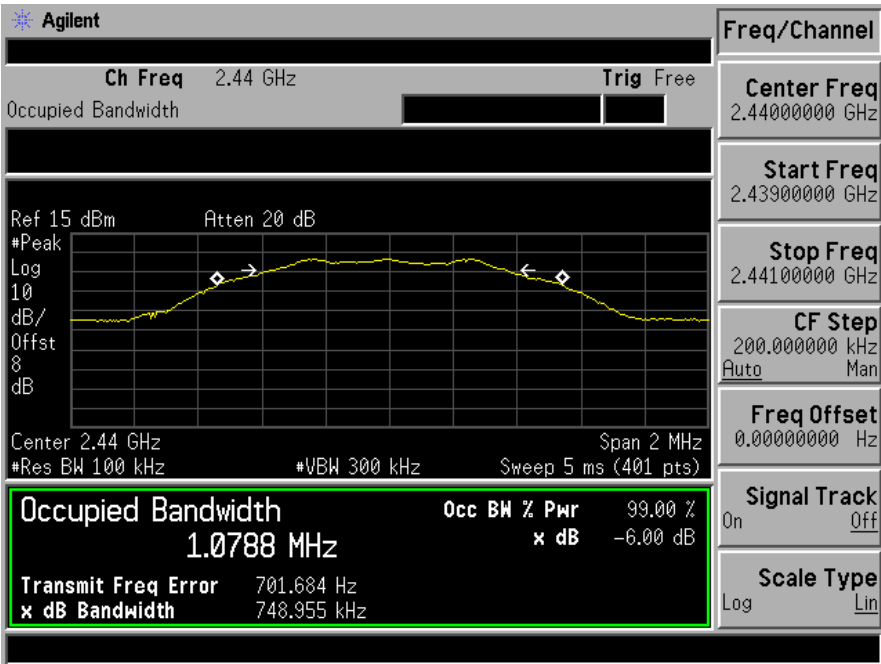 Agilent
Freq/Channel
Ch Freq 2.44 GHz Trig Free
Occupied Bandwidth
Center Freq
2.44000000 GHz
Start Freq
2.43900000 GHz
Stop Freq
2.44100000 GHz
CF Step
200.000000 kHz
Auto Man
Freq Offset
0.00000000 Hz
Signal Track
On Off
Scale Type
Log Lin
Ref 15 dBm Atten 20 dB
#Peak
Log
10
dB/
Offst
8
dB
Center 2.44 GHz Span 2 MHz
#Res BW 100 kHz #VBW 300 kHz Sweep 5 ms (401 pts)
Occupied Bandwidth Occ BW % Pwr 99.00 %
1.0788 MHz x dB -6.00 dB
Transmit Freq Error 701.684 Hz
x dB Bandwidth 748.955 kHz